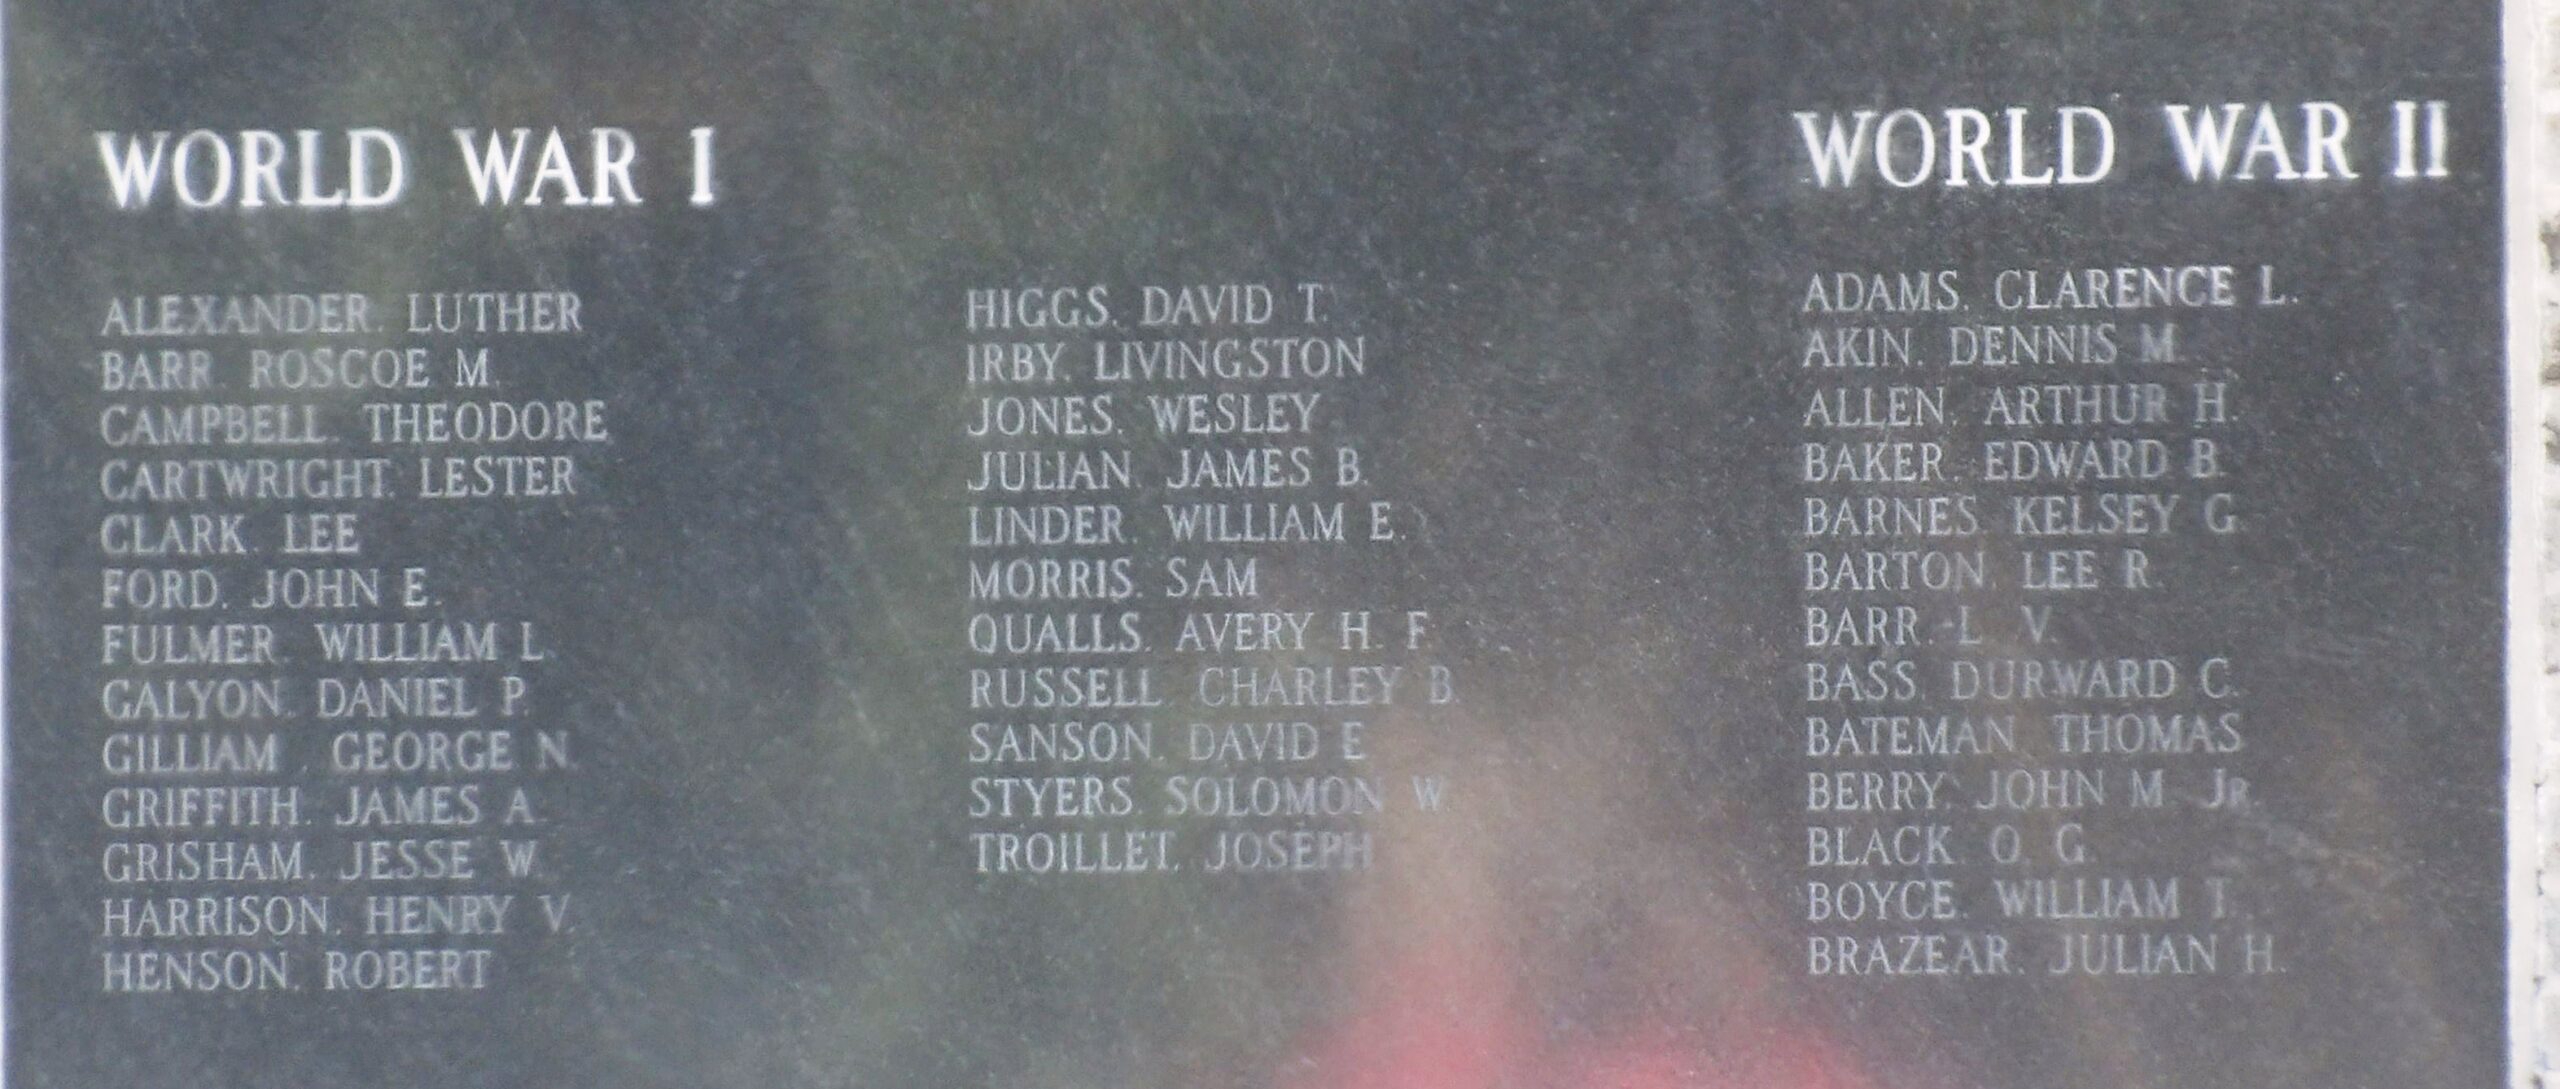 WORLD WAR I
ALEXANDER, LUTHER
BARR, ROSCOE M.
CAMPBELL, THEODORE
CARTWRIGHT, LESTER
CLARK, LEE
FORD, JOHN E.
FULMER, WILLIAM L.
GALYON, DANIEL P.
GILLIAM , GEORGE N.
GRIFFITH, JAMES A.
GRISHAM, JESSE W.
HARRISON, HENRY V.
HENSON, ROBERT
HIGGS, DAVID T.
IRBY, LIVINGSTON
JONES, WESLEY
JULIAN, JAMES B.
LINDER, WILLIAM E.
MORRIS, SAM
QUALLS, AVERY H. F.
RUSSELL, CHARLEY B.
SANSON, DAVID E.
STYERS, SOLOMON W.
TROILLET, JOSEPH
WORLD WAR II
ADAMS, CLARENCE L.
AKIN, DENNIS M.
ALLEN, ARTHUR H.
BAKER, EDWARD B.
BARNES, KELSEY G.
BARTON, LEE R.
BARR, L. V.
BASS, DURWARD C.
BATEMAN, THOMAS
BERRY, JOHN M. JR.
BLACK, O. G.
BOYCE, WILLIAM T.
BRAZEAR, JULIAN H.